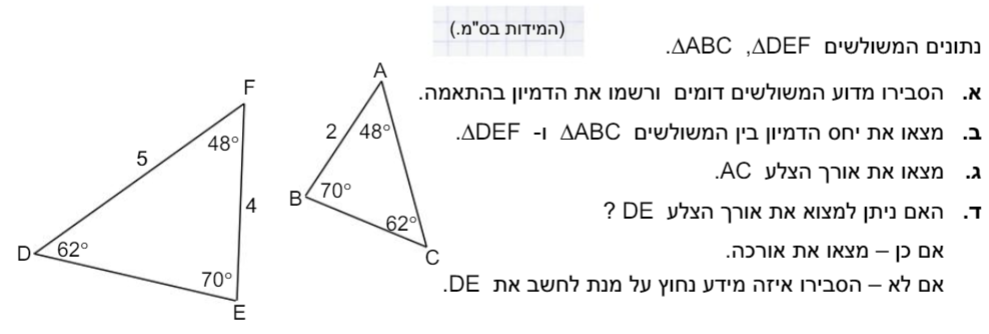 (המידות בס"מ.)
נתונים המשולשים ΔABC ,ΔDEF.
א. הסבירו מדוע המשולשים דומים ורשמו את הדמיון בהתאמה.
ב. מצאו את יחס הדמיון בין המשולשים ΔABC ו- ΔDEF.
ג. מצאו את אורך הצלע AC.
ד. האם ניתן למצוא את אורך הצלע DE ?
אם כן – מצאו את אורכה.
אם לא – הסבירו איזה מידע נחוץ על מנת לחשב את DE.
F
48°
5
4
D
62°
70°
E
A
2
48°
B
70°
62°
C